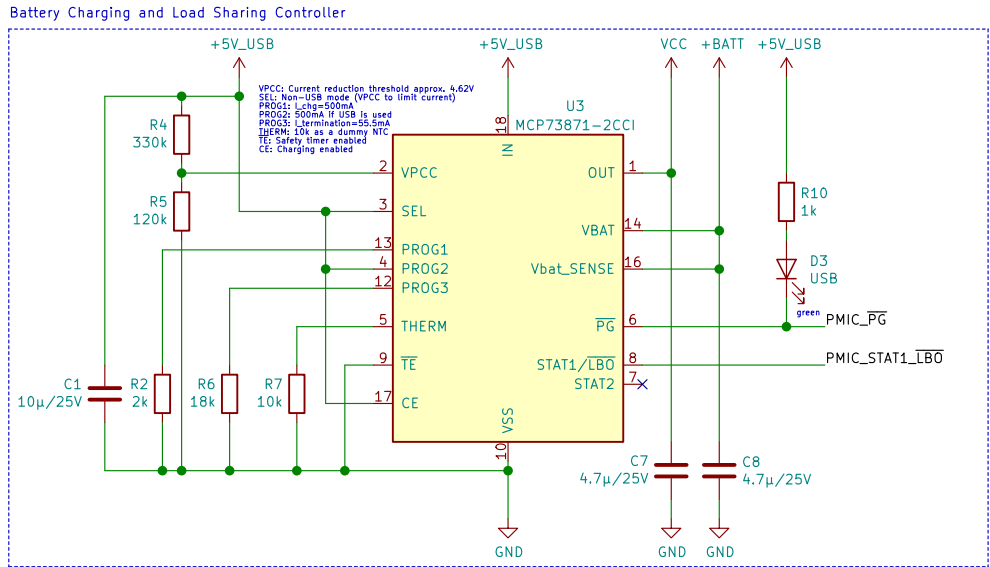 Battery Charging and Load Sharing Controller
+5V_USB
+5V_USB
VCC
+BATT
+5V_USB
VPCC: Current reduction threshold approx. 4.62V
SEL: Non-USB mode (VPCC to limit current)
PROG1: I_chg=500mA
PROG2: 500mA if USB is used
PROG3: I_termination=55.5mA
THERM: 10k as a dummy NTC
TE: Safety timer enabled
CE: Charging enabled
U3
MCP73871-2CCI
R4
330k
R5
120k
18
IN
2
VPCC
3
SEL
13
PROG1
4
PROG2
12
PROG3
5
THERM
9
TE
17
CE
OUT
1
VBAT
14
Vbat_SENSE
16
PG
6
STAT1/LBO
8
STAT2
7
VSS
10
R10
1k
D3
USB
green
PMIC_PG
PMIC_STAT1_LBO
C1
10µ/25V
R2
2k
R6
18k
R7
10k
C7
4.7µ/25V
C8
4.7µ/25V
GND
GND
GND